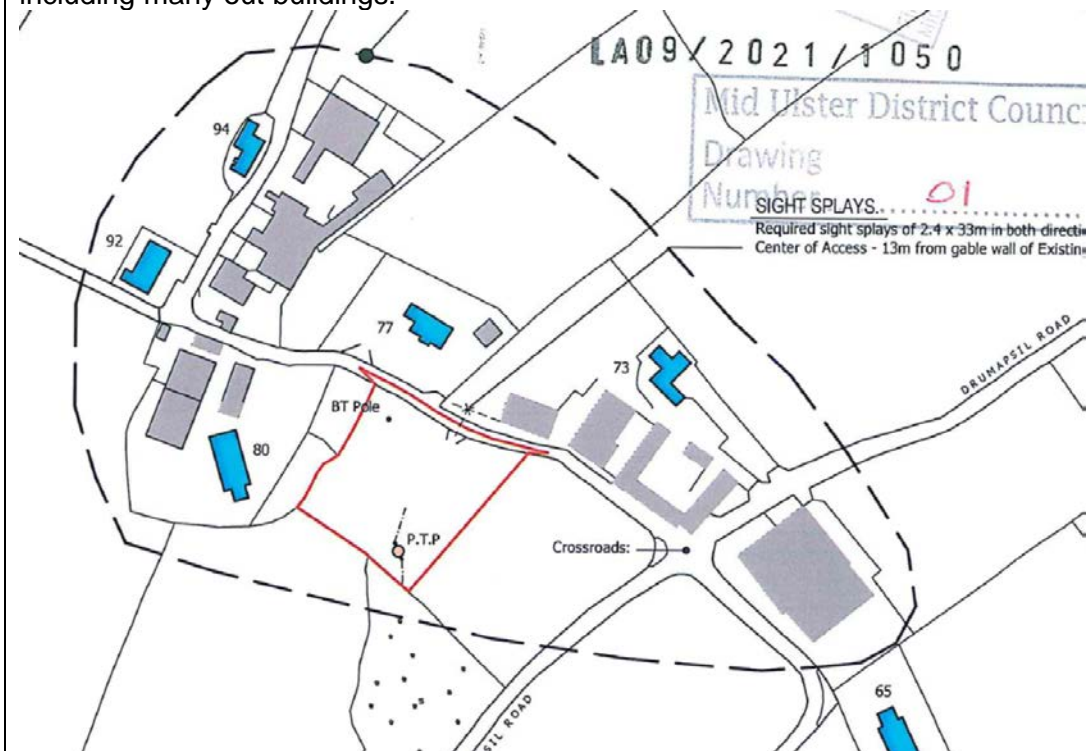 including many out buildings.
LA09/2021/1050
Mid Ulster District Counci
Drawing
Number 01
SIGHT SPLAYS.
Required sight splays of 2.4 x 33m in both directi
Center of Access - 13m from gable wall of Existing
94
92
77
73
DRUMAPSIL ROAD
BT Pole
80
P.T.P
Crossroads:
SIL ROAD
65